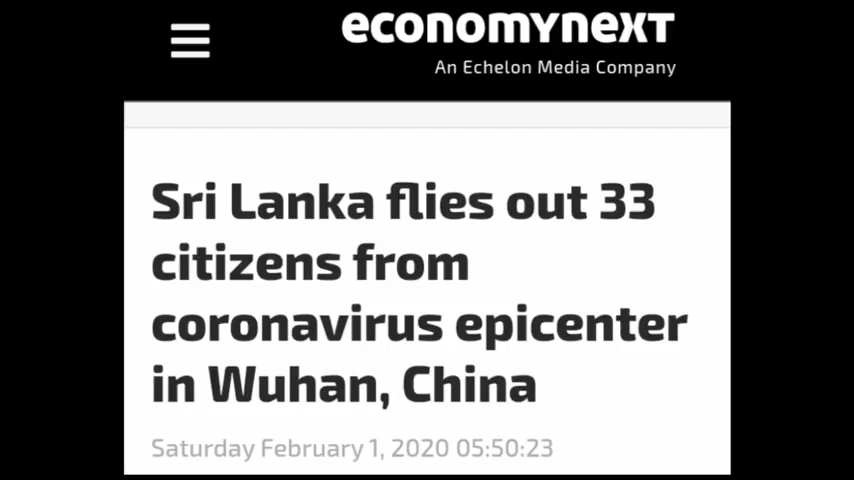 economynext
An Echelon Media Company
Sri Lanka flies out 33
citizens from
coronavirus epicenter
in Wuhan, China
Saturday February 1, 2020 05:50:23